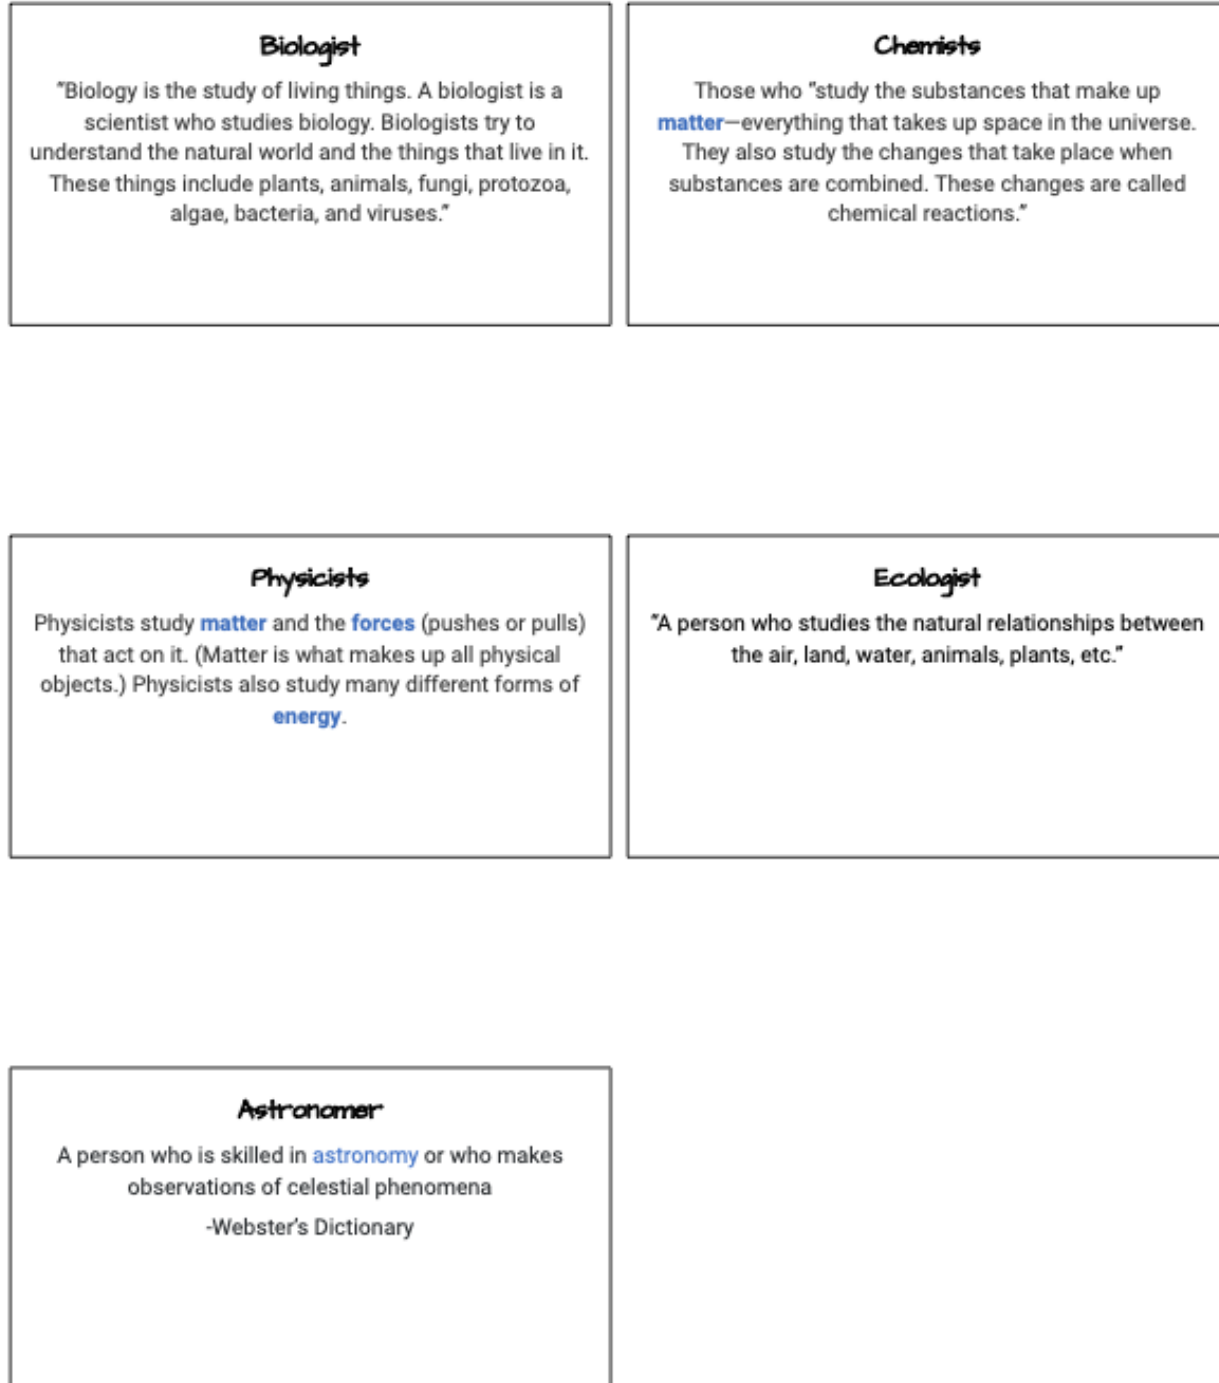 Biologist
"Biology is the study of living things. A biologist is a
scientist who studies biology. Biologists try to
understand the natural world and the things that live in it.
These things include plants, animals, fungi, protozoa,
algae, bacteria, and viruses."
Chemists
Those who "study the substances that make up
matter—everything that takes up space in the universe.
They also study the changes that take place when
substances are combined. These changes are called
chemical reactions."
Physicists
Physicists study matter and the forces (pushes or pulls)
that act on it. (Matter is what makes up all physical
objects.) Physicists also study many different forms of
energy.
Ecologist
"A person who studies the natural relationships between
the air, land, water, animals, plants, etc."
Astronomer
A person who is skilled in astronomy or who makes
observations of celestial phenomena
-Webster's Dictionary